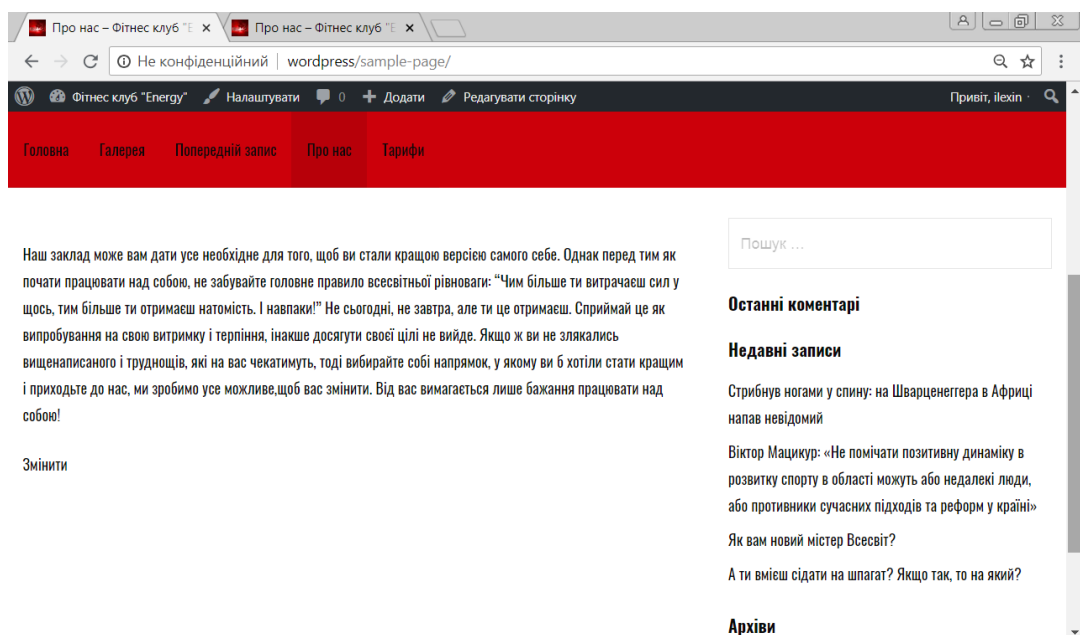 Про нас – Фітнес клуб "Е
Про нас – Фітнес клуб "Е
Не конфіденційний wordpress/sample-page/
Фітнес клуб "Energy" Налаштувати 0 Додати Редагувати сторінку Привіт, ilexin
Головна Галерея Попередній запис Про нас Тарифи
Наш заклад може вам дати усе необхідне для того, щоб ви стали кращою версією самого себе. Однак перед тим як
почати працювати над собою, не забувайте головне правило всесвітньої рівноваги: “Чим більше ти витрачаєш сил у
щось, тим більше ти отримаєш натомість. І навпаки!” Не сьогодні, не завтра, але ти це отримаєш. Сприймай це як
випробування на свою витримку і терпіння, інакше досягути своєї цілі не вийде. Якщо ж ви не злякались
вищенаписаного і труднощів, які на вас чекатимуть, тоді вибирайте собі напрямок, у якому ви б хотіли стати кращим
і приходьте до нас, ми зробимо усе можливе,щоб вас змінити. Від вас вимагається лише бажання працювати над
собою!
Змінити
Пошук …
Останні коментарі
Недавні записи
Стрибнув ногами у спину: на Шварценеггера в Африці
напав невідомий
Віктор Мацикур: «Не помічати позитивну динаміку в
розвитку спорту в області можуть або недалекі люди,
або противники сучасних підходів та реформ у країні»
Як вам новий містер Всесвіт?
А ти вмієш сідати на шпагат? Якщо так, то на який?
Архіви